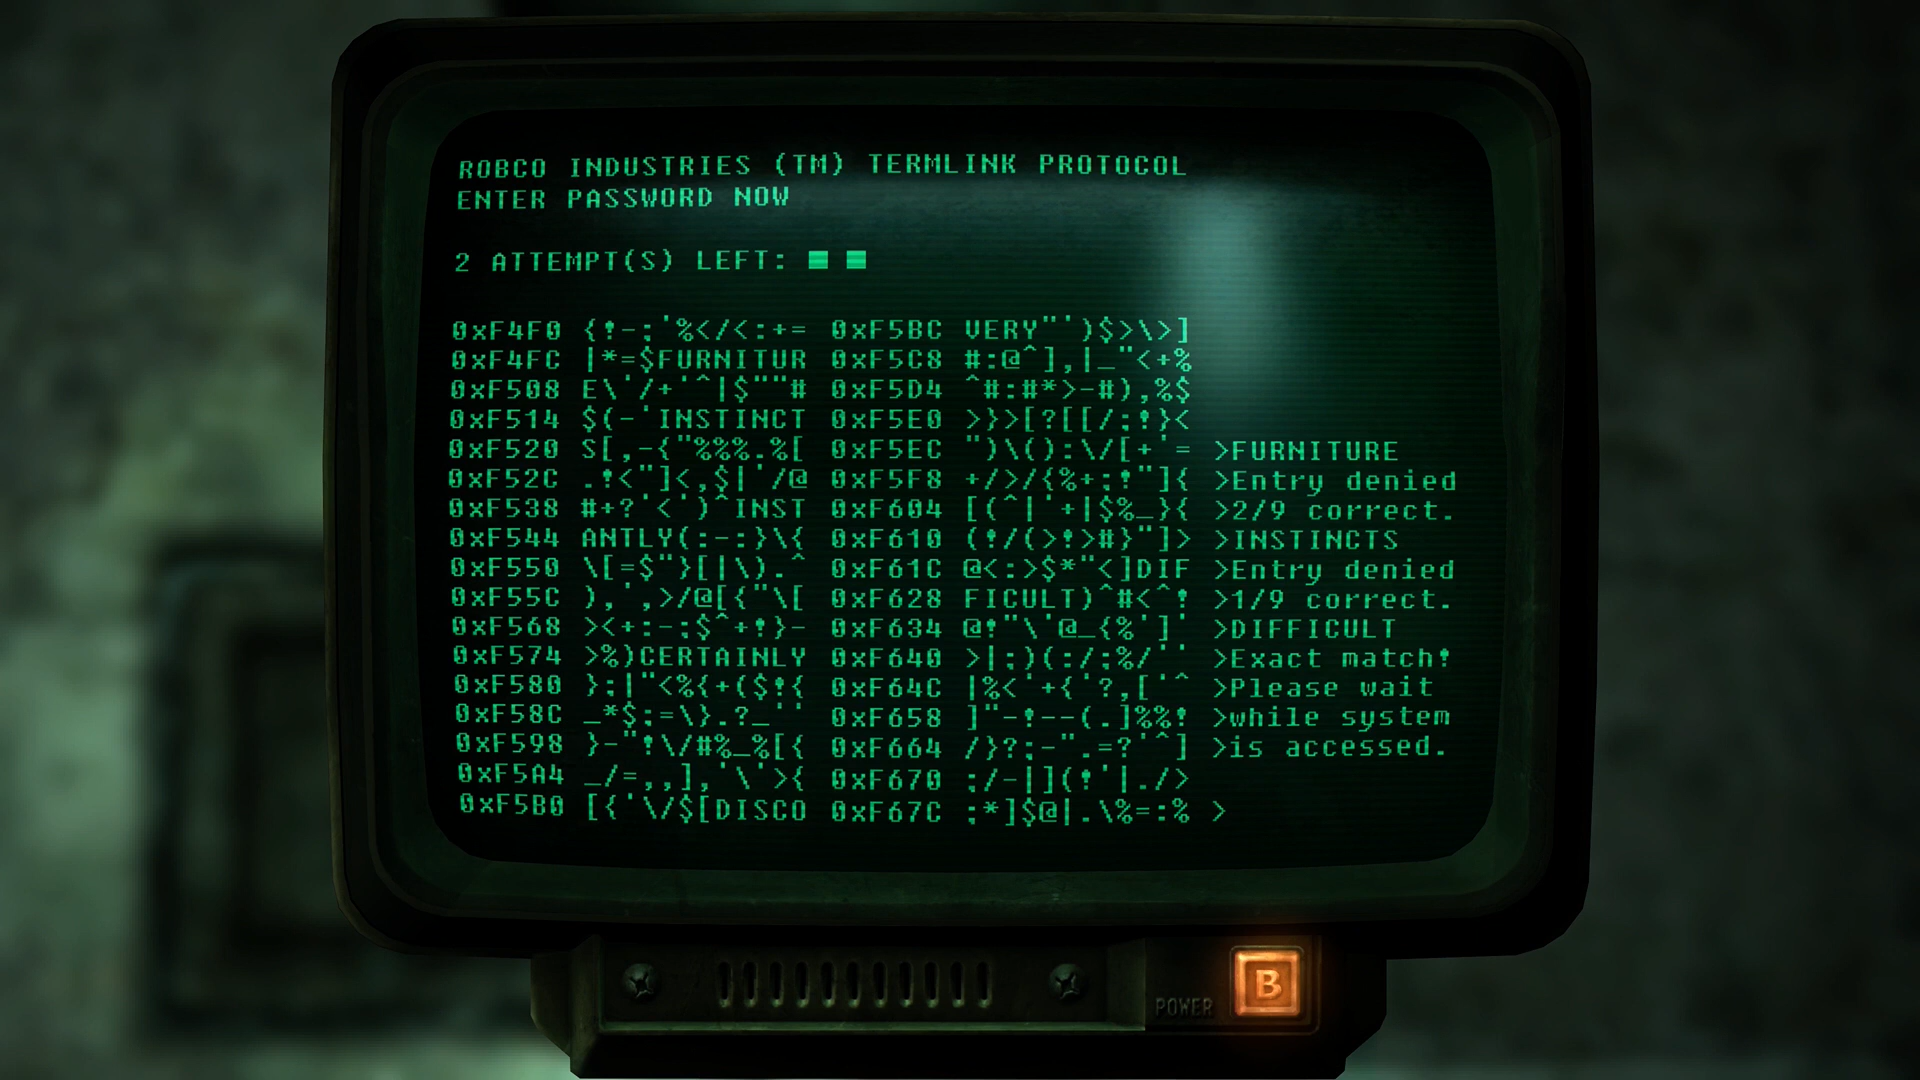 ROBCO INDUSTRIES (TM) TERMLINK PROTOCOL
ENTER PASSWORD NOW
2 ATTEMPT(S) LEFT: ■ ■
0xF4F0 {!-;'%</<:+= 0xF5BC VERY"')$>\>]
0xF4FC |*=$FURNITUR 0xF5C8 #:@^],|_"<+%
0xF508 E\'/+'^|$""# 0xF5D4 ^#:#*>-#),%$
0xF514 $(-'INSTINCT 0xF5E0 >}>[?[[/;!}<
0xF520 S[,-{"%%%.%[ 0xF5EC ")\():\/[+'= >FURNITURE
0xF52C .!<"]<,$|'/@ 0xF5F8 +/>/{%+;!"]{ >Entry denied
0xF538 #+?'<')^INST 0xF604 [(^|'+|$%_}{ >2/9 correct.
0xF544 ANTLY(:-:}\{ 0xF610 (!/(>!>#}"]> >INSTINCTS
0xF550 \[=$"}[|\).^ 0xF61C @<:>$*"<]DIF >Entry denied
0xF55C ),',>/@[{"\[ 0xF628 FICULT)^#<^! >1/9 correct.
0xF568 ><+:-;$^+!}- 0xF634 @!"\'@_{%']' >DIFFICULT
0xF574 >%)CERTAINLY 0xF640 >|;)(:/;%/'' >Exact match!
0xF580 };|"<%{+($!{ 0xF64C |%<'+{'?,['^ >Please wait
0xF58C _*$;=\}.?_'' 0xF658 ]"-!--(.]%%! >while system
0xF598 }-"!\/#%_%[{ 0xF664 /}?;-".=?'^] >is accessed.
0xF5A4 _/=,,],'\'>{ 0xF670 ;/-|](!'|./>
0xF5B0 [{'\/$[DISCO 0xF67C ;*]$@|.\%=:% >
POWER
B